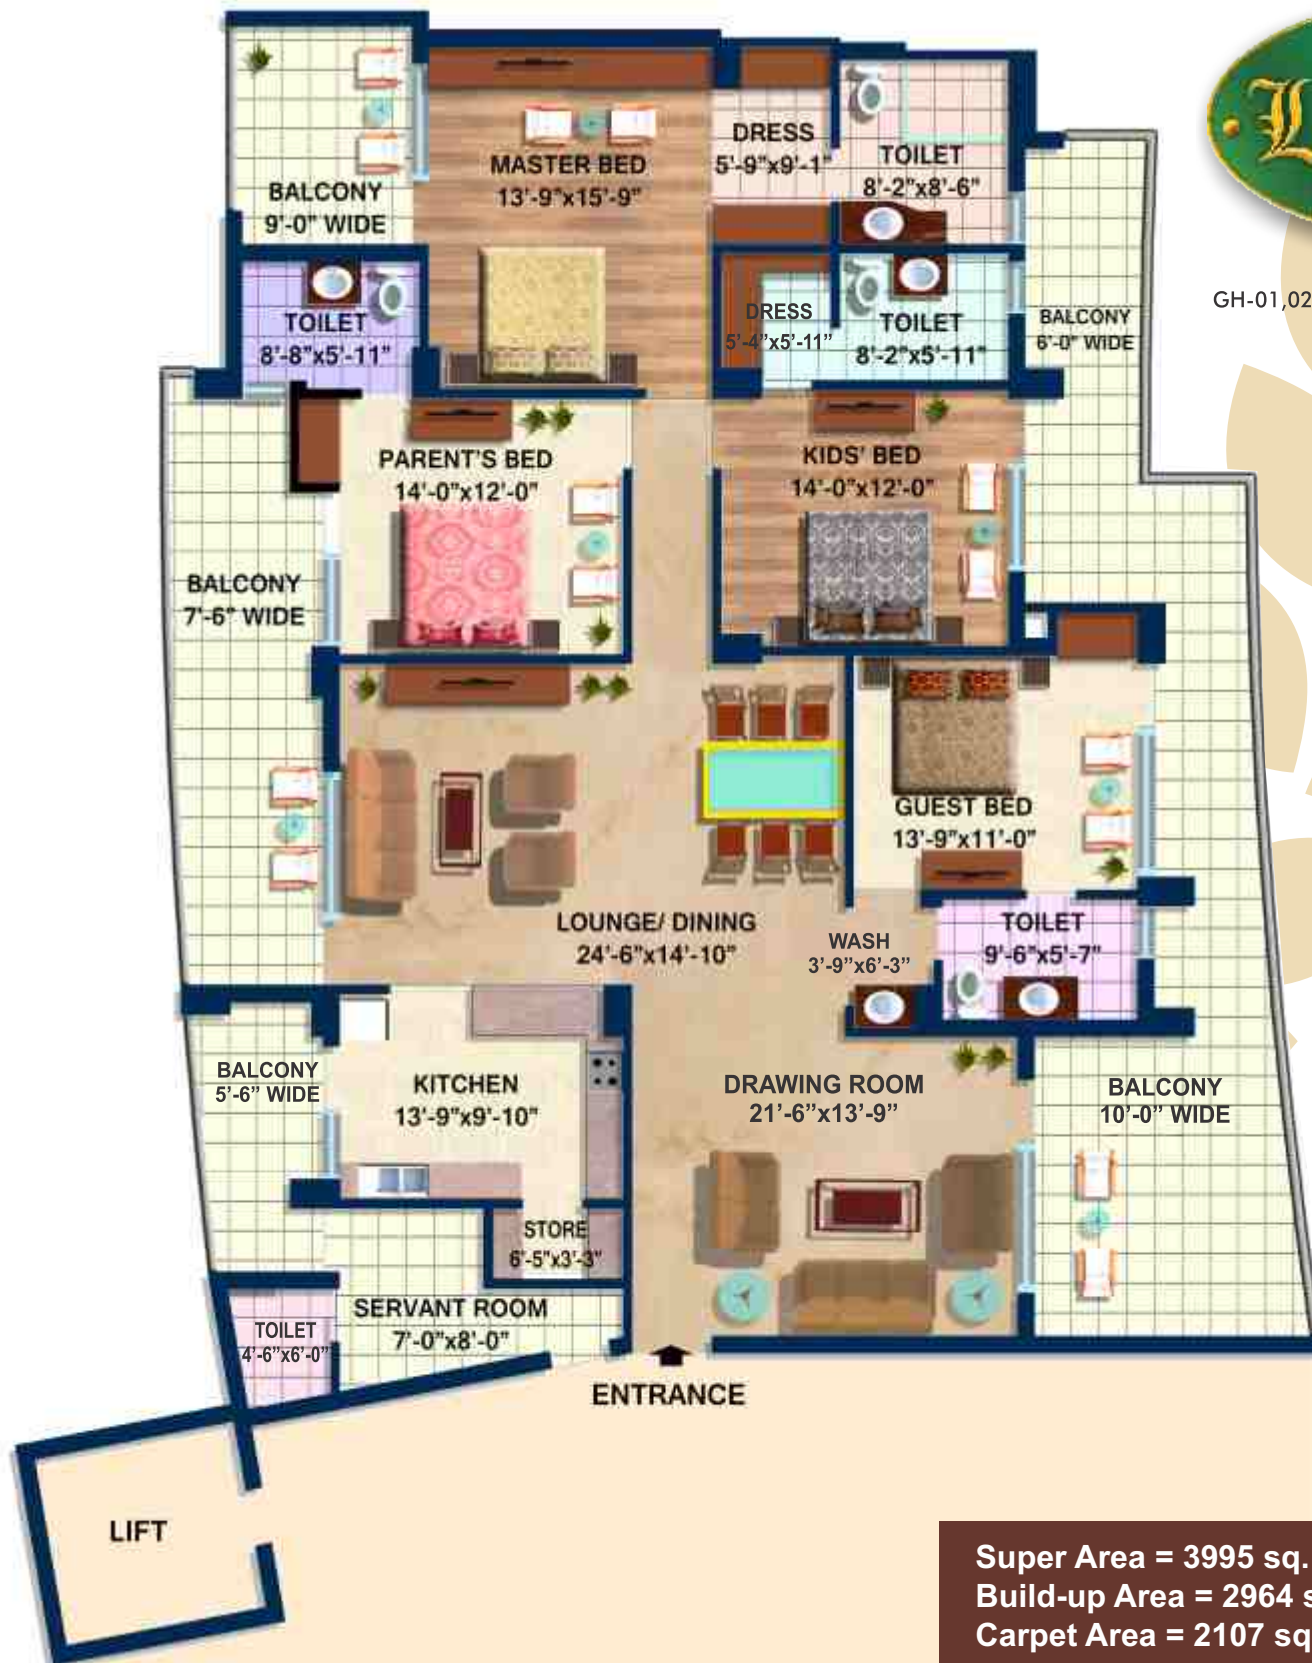 DRESS
5'-9"x9'-1"
TOILET
8'-2"x8'-6"
MASTER BED
13'-9"x15'-9"
BALCONY
9'-0" WIDE
GH-01,02
TOILET
8'-8"x5'-11"
DRESS
5'-4"x5'-11"
TOILET
8'-2"x5'-11"
BALCONY
6'-0" WIDE
PARENT'S BED
14'-0"x12'-0"
KIDS' BED
14'-0"x12'-0"
BALCONY
7'-6" WIDE
GUEST BED
13'-9"x11'-0"
LOUNGE/ DINING
24'-6"x14'-10"
WASH
3'-9"x6'-3"
TOILET
9'-6"x5'-7"
BALCONY
5'-6" WIDE
KITCHEN
13'-9"x9'-10"
DRAWING ROOM
21'-6"x13'-9"
BALCONY
10'-0" WIDE
STORE
6'-5"x3'-3"
SERVANT ROOM
7'-0"x8'-0"
TOILET
4'-6"x6'-0"
ENTRANCE
LIFT
Super Area = 3995 sq.
Build-up Area = 2964 s
Carpet Area = 2107 sq